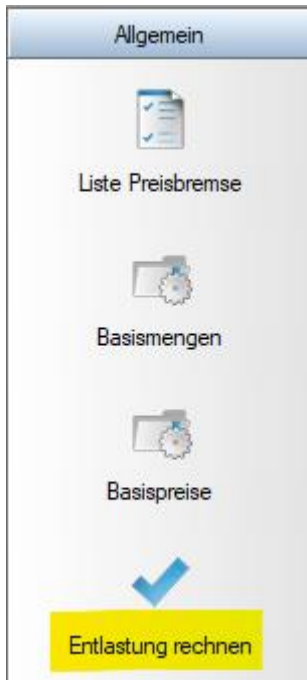 Allgemein
Liste Preisbremse
Basismengen
Basispreise
Entlastung rechnen